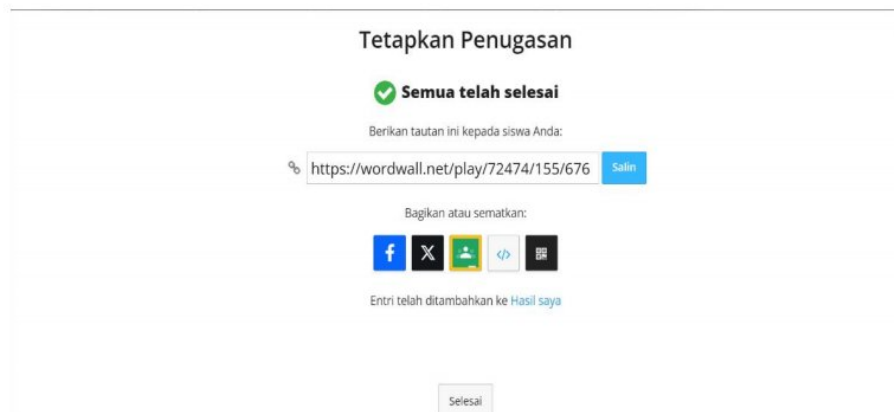 Tetapkan Penugasan
Semua telah selesai
Berikan tautan ini kepada siswa Anda:
https://wordwall.net/play/72474/155/676
Salin
Bagikan atau sematkan:
Entri telah ditambahkan ke Hasil saya
Selesai